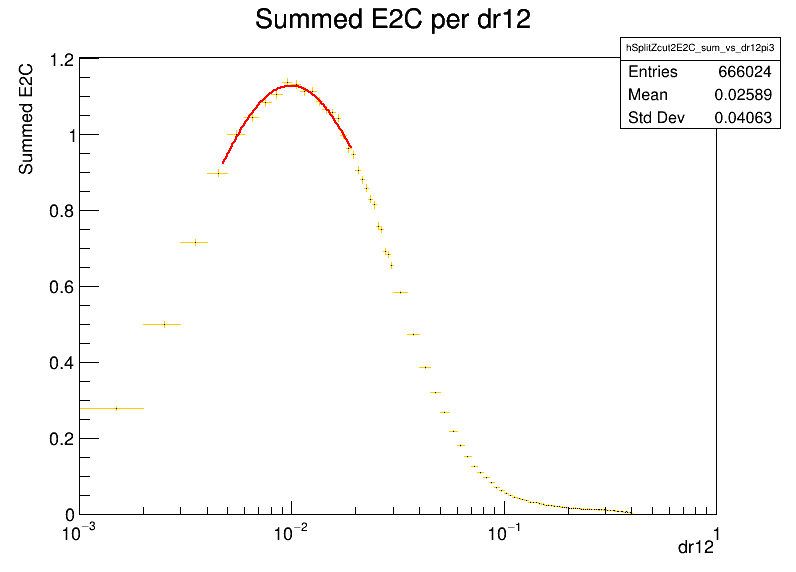 Summed E2C per dr12
hSplitZcut2E2C_sum_vs_dr12pi3
Entries 666024
Mean 0.02589
Std Dev 0.04063
Summed E2C
1.2
1
0.8
0.6
0.4
0.2
0
10⁻³ 10⁻² 10⁻¹ 1
dr12